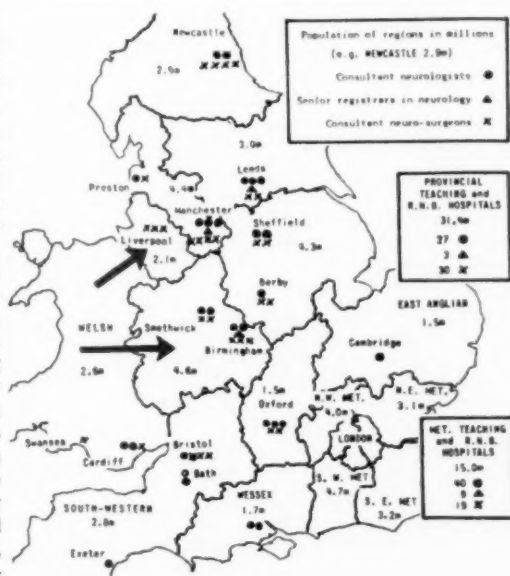 Newcastle
2.9m
Population of regions in millions
(e.g. NEWCASTLE 2.9m)
Consultant neurologists
Senior registrars in neurology
Consultant neuro-surgeons
3.0m
Leeds
Preston
4.4m
Manchester
Liverpool
2.1m
Sheffield
4.3m
PROVINCIAL
TEACHING and
R.N.B. HOSPITALS
31.4m
27
3
30
Derby
EAST ANGLIAN
1.5m
Cambridge
WELSH
2.6m
Smethwick
Birmingham
4.6m
1.5m
Oxford
N.W. MET.
4.0m
N.E. MET.
3.1m
LONDON
MET. TEACHING
and R.N.B.
HOSPITALS
15.0m
40
9
19
Swansea
Cardiff
Bristol
Bath
S. W. MET
4.7m
S. E. MET
3.2m
SOUTH-WESTERN
2.8m
WESSEX
1.7m
Exeter